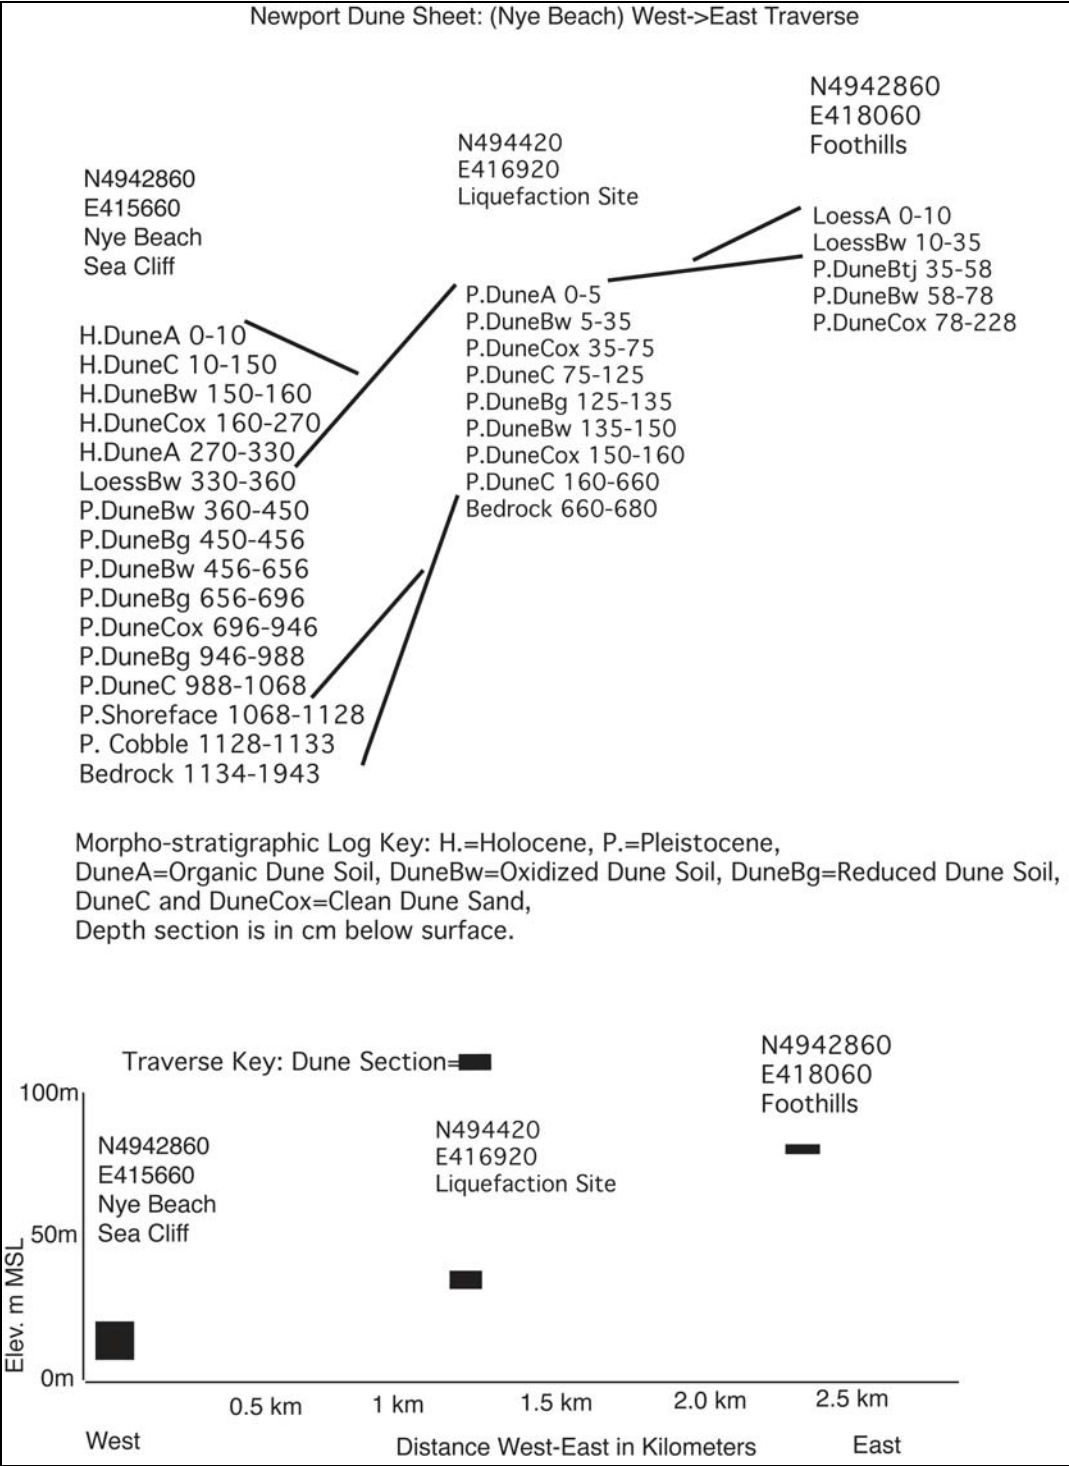 Newport Dune Sheet: (Nye Beach) West->East Traverse
N4942860
E415660
Nye Beach
Sea Cliff
H.DuneA 0-10
H.DuneC 10-150
H.DuneBw 150-160
H.DuneCox 160-270
H.DuneA 270-330
LoessBw 330-360
P.DuneBw 360-450
P.DuneBg 450-456
P.DuneBw 456-656
P.DuneBg 656-696
P.DuneCox 696-946
P.DuneBg 946-988
P.DuneC 988-1068
P.Shoreface 1068-1128
P. Cobble 1128-1133
Bedrock 1134-1943
N494420
E416920
Liquefaction Site
P.DuneA 0-5
P.DuneBw 5-35
P.DuneCox 35-75
P.DuneC 75-125
P.DuneBg 125-135
P.DuneBw 135-150
P.DuneCox 150-160
P.DuneC 160-660
Bedrock 660-680
N4942860
E418060
Foothills
LoessA 0-10
LoessBw 10-35
P.DuneBtj 35-58
P.DuneBw 58-78
P.DuneCox 78-228
Morpho-stratigraphic Log Key: H.=Holocene, P.=Pleistocene,
DuneA=Organic Dune Soil, DuneBw=Oxidized Dune Soil, DuneBg=Reduced Dune Soil,
DuneC and DuneCox=Clean Dune Sand,
Depth section is in cm below surface.
Traverse Key: Dune Section=
100m
50m
0m
Elev. m MSL
N4942860
E415660
Nye Beach
Sea Cliff
N494420
E416920
Liquefaction Site
N4942860
E418060
Foothills
0.5 km
1 km
1.5 km
2.0 km
2.5 km
West
Distance West-East in Kilometers
East